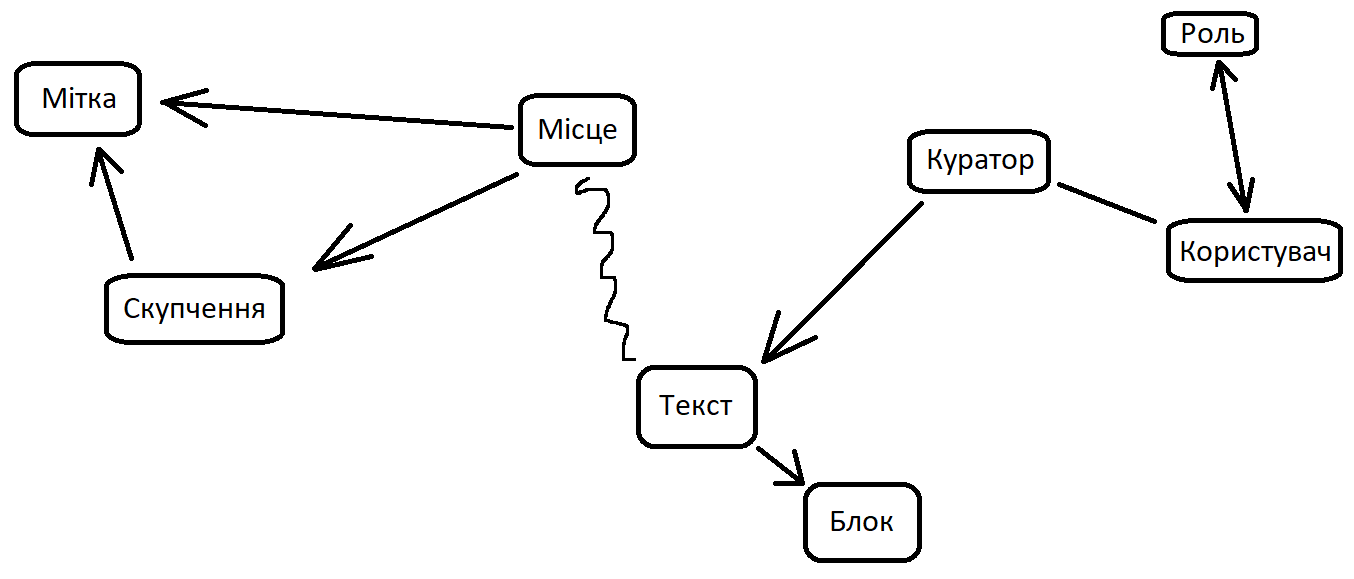 Роль
Мітка
Місце
Куратор
Користувач
Скупчення
Текст
Блок